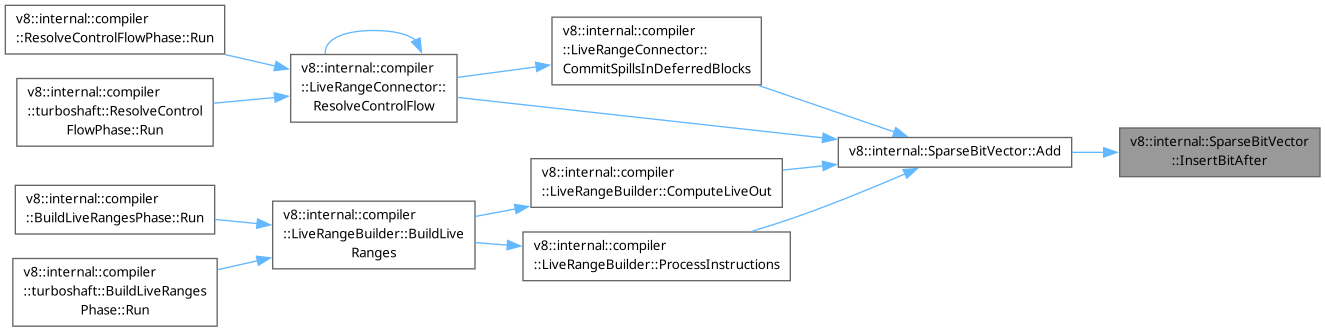 v8::internal::compiler
::ResolveControlFlowPhase::Run
v8::internal::compiler
::turboshaft::ResolveControl
FlowPhase::Run
v8::internal::compiler
::LiveRangeConnector::
ResolveControlFlow
v8::internal::compiler
::LiveRangeConnector::
CommitSpillsInDeferredBlocks
v8::internal::SparseBitVector::Add
v8::internal::SparseBitVector
::InsertBitAfter
v8::internal::compiler
::LiveRangeBuilder::ComputeLiveOut
v8::internal::compiler
::BuildLiveRangesPhase::Run
v8::internal::compiler
::LiveRangeBuilder::BuildLive
Ranges
v8::internal::compiler
::LiveRangeBuilder::ProcessInstructions
v8::internal::compiler
::turboshaft::BuildLiveRanges
Phase::Run